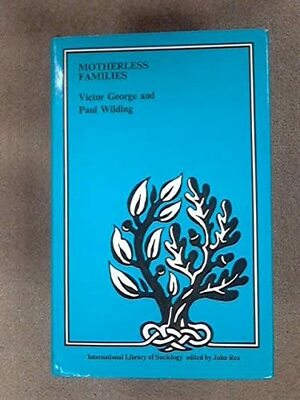 MOTHERLESS
FAMILIES
Victor George and
Paul Wilding
International Library of Sociology edited by John Rex